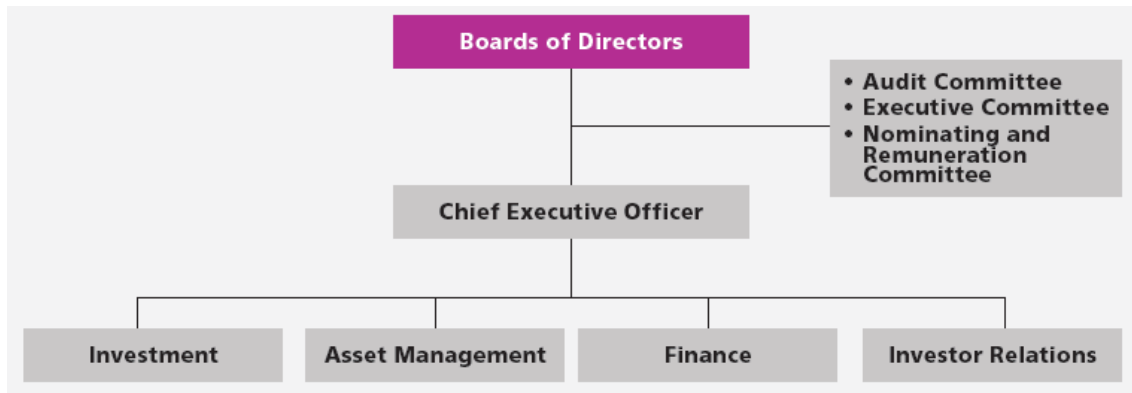 Boards of Directors
• Audit Committee
• Executive Committee
• Nominating and
Remuneration
Committee
Chief Executive Officer
Investment
Asset Management
Finance
Investor Relations